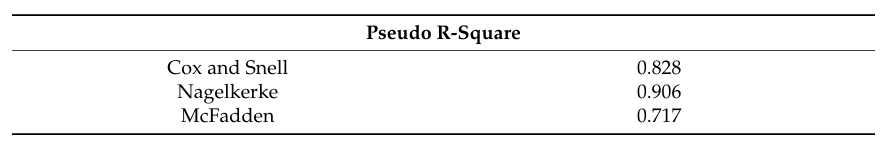 Pseudo R-Square
Cox and Snell 0.828
Nagelkerke 0.906
McFadden 0.717